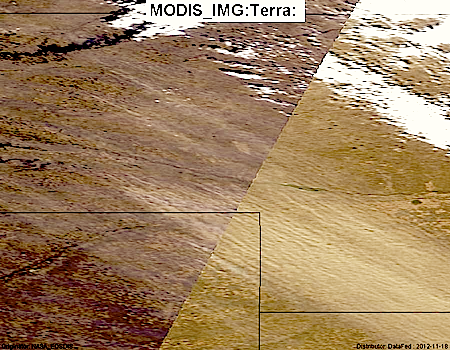 MODIS_IMG:Terra:
Distributor: DataFed : 2012-11-18